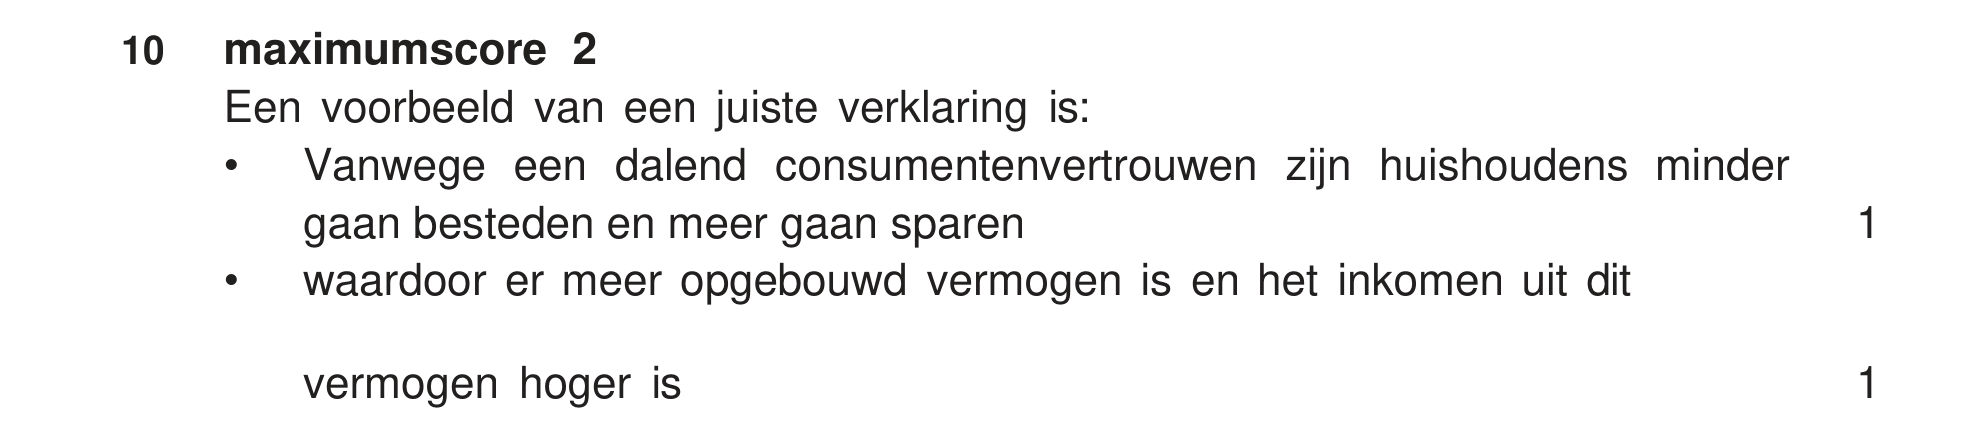 10 maximumscore 2
Een voorbeeld van een juiste verklaring is:
• Vanwege een dalend consumentenvertrouwen zijn huishoudens minder
gaan besteden en meer gaan sparen 1
• waardoor er meer opgebouwd vermogen is en het inkomen uit dit
vermogen hoger is 1